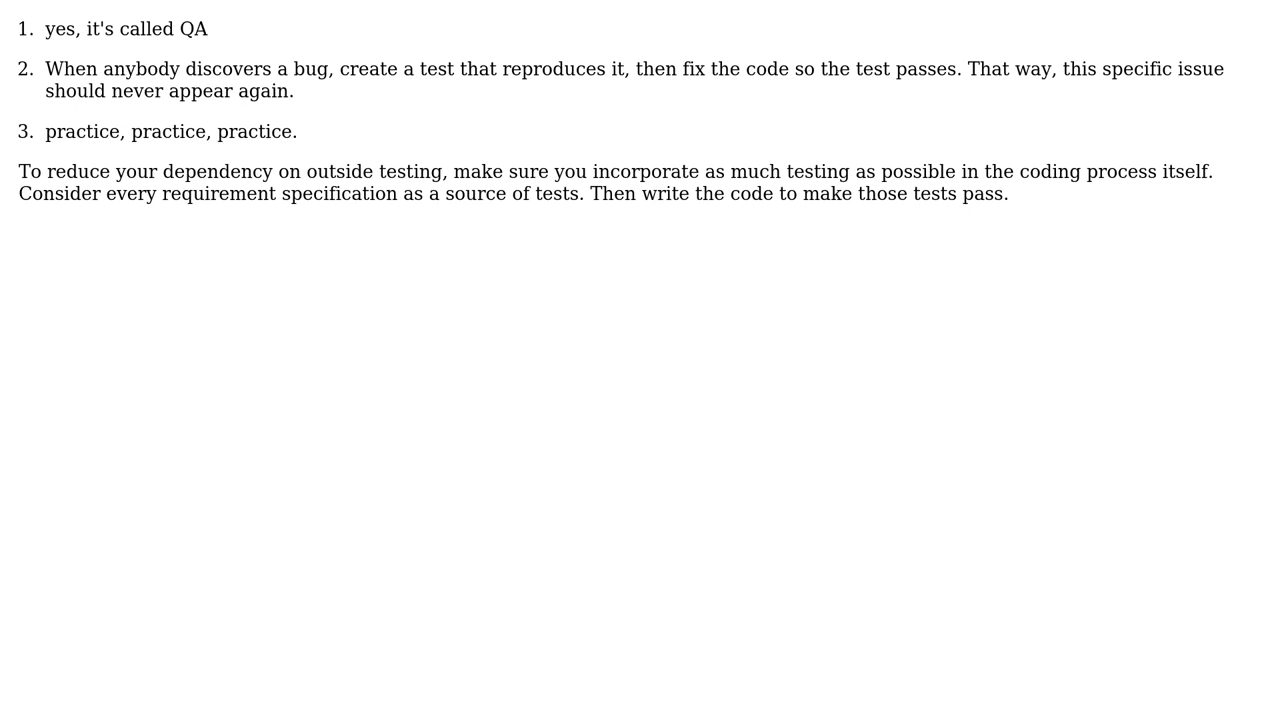 1. yes, it's called QA
2. When anybody discovers a bug, create a test that reproduces it, then fix the code so the test passes. That way, this specific issue
should never appear again.
3. practice, practice, practice.
To reduce your dependency on outside testing, make sure you incorporate as much testing as possible in the coding process itself.
Consider every requirement specification as a source of tests. Then write the code to make those tests pass.